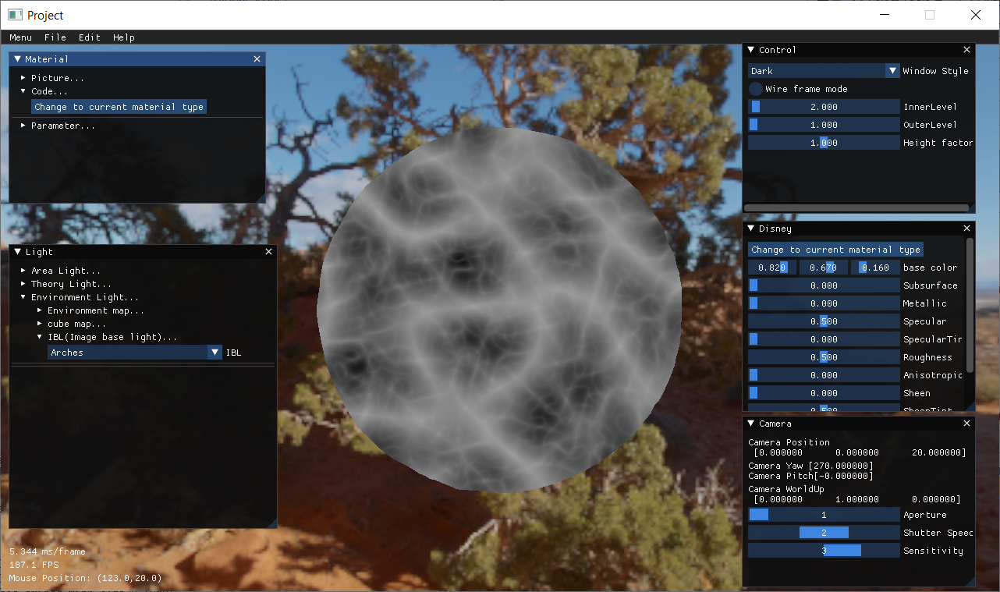 Project
Menu File Edit Help
Material
Picture...
Code...
Change to current material type
Parameter...
Light
Area Light...
Theory Light...
Environment Light...
Environment map...
cube map...
IBL(Image base light)...
Arches IBL
5.344 ms/frame
187.1 FPS
Mouse Position: (123.0,20.0)
Control
Dark Window Style
Wire frame mode
2.000 InnerLevel
1.000 OuterLevel
1.000 Height factor
Disney
Change to current material type
0.820 0.670 0.160 base color
0.000 Subsurface
0.000 Metallic
0.500 Specular
0.000 SpecularTir
0.500 Roughness
0.000 Anisotropic
0.000 Sheen
0.500 SheenTint
Camera
Camera Position
[0.000000 0.000000 20.000000]
Camera Yaw [270.000000]
Camera Pitch[-0.000000]
Camera WorldUp
[0.000000 1.000000 0.000000]
1 Aperture
2 Shutter Speed
3 Sensitivity